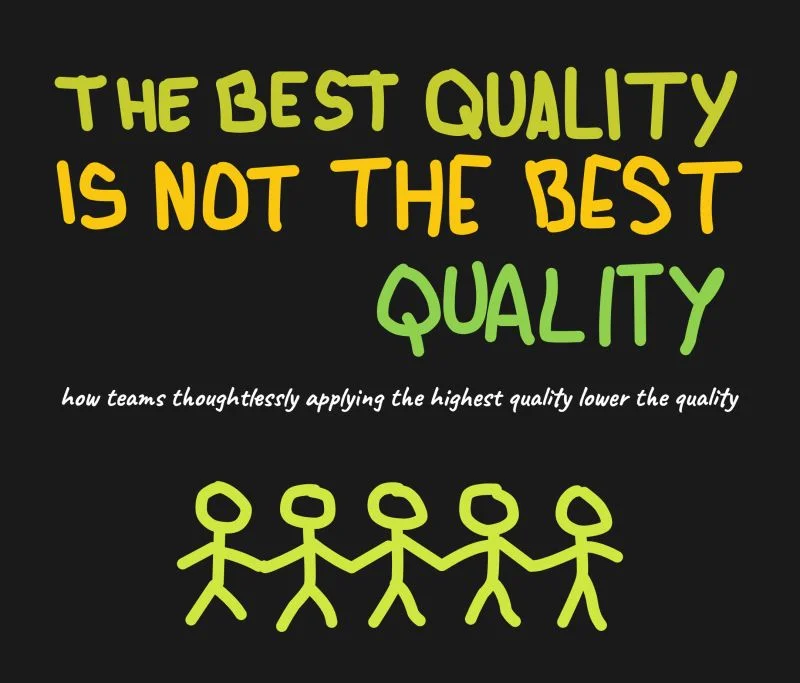 THE BEST QUALITY
IS NOT THE BEST
QUALITY
how teams thoughtlessly applying the highest quality lower the quality